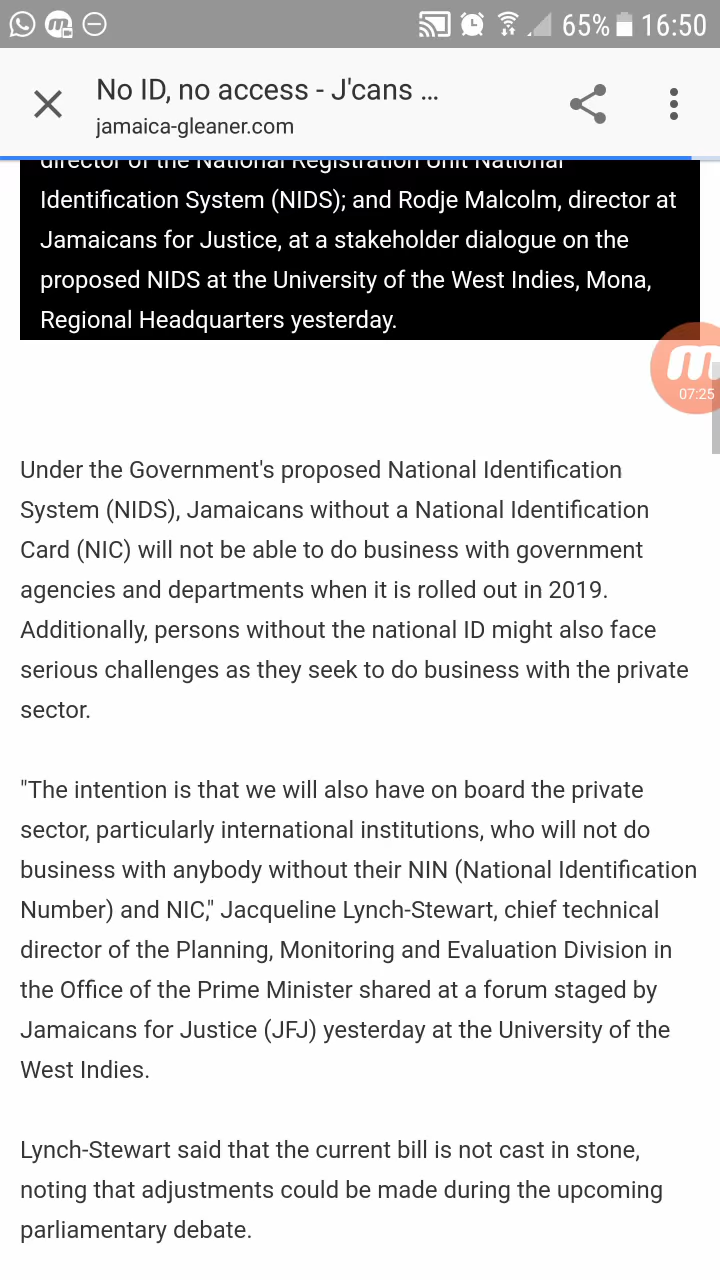 65% 16:50
No ID, no access - J'cans ...
jamaica-gleaner.com
director of the National Registration Unit National
Identification System (NIDS); and Rodje Malcolm, director at
Jamaicans for Justice, at a stakeholder dialogue on the
proposed NIDS at the University of the West Indies, Mona,
Regional Headquarters yesterday.
07:25
Under the Government's proposed National Identification
System (NIDS), Jamaicans without a National Identification
Card (NIC) will not be able to do business with government
agencies and departments when it is rolled out in 2019.
Additionally, persons without the national ID might also face
serious challenges as they seek to do business with the private
sector.
"The intention is that we will also have on board the private
sector, particularly international institutions, who will not do
business with anybody without their NIN (National Identification
Number) and NIC," Jacqueline Lynch-Stewart, chief technical
director of the Planning, Monitoring and Evaluation Division in
the Office of the Prime Minister shared at a forum staged by
Jamaicans for Justice (JFJ) yesterday at the University of the
West Indies.
Lynch-Stewart said that the current bill is not cast in stone,
noting that adjustments could be made during the upcoming
parliamentary debate.